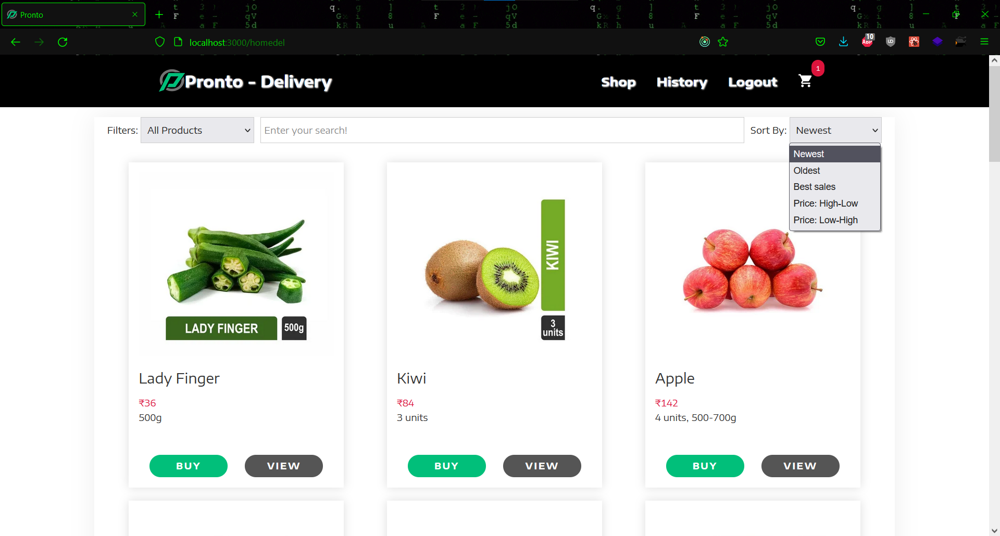 Pronto
localhost:3000/homedel
10
ABP
Pronto - Delivery
Shop
History
Logout
1
Filters:
All Products
Enter your search!
Sort By:
Newest
Newest
Oldest
Best sales
Price: High-Low
Price: Low-High
LADY FINGER
500g
KIWI
3
units
Lady Finger
₹36
500g
BUY
VIEW
Kiwi
₹84
3 units
BUY
VIEW
Apple
₹142
4 units, 500-700g
BUY
VIEW